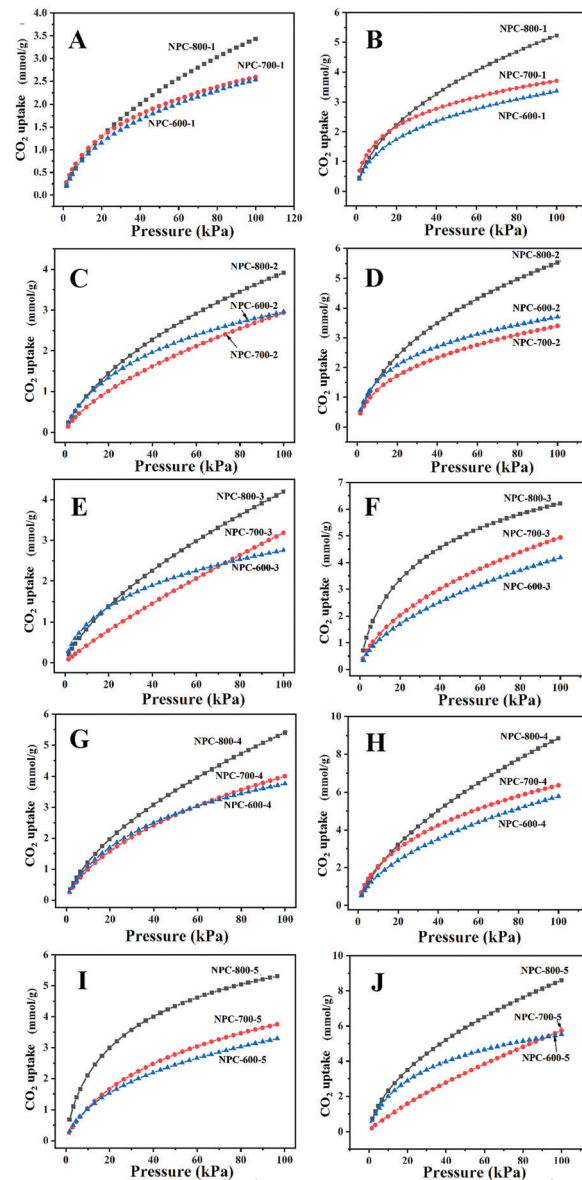 A
NPC-800-1
NPC-700-1
NPC-600-1
CO2 uptake (mmol/g)
4.0
3.5
3.0
2.5
2.0
1.5
1.0
0.5
0.0
0 20 40 60 80 100 120
Pressure (kPa)
B
NPC-800-1
NPC-700-1
NPC-600-1
CO2 uptake (mmol/g)
6
5
4
3
2
1
0
0 20 40 60 80 100
Pressure (kPa)
C
NPC-800-2
NPC-600-2
NPC-700-2
CO2 uptake (mmol/g)
4
3
2
1
0
0 20 40 60 80 100
Pressure (kPa)
D
NPC-800-2
NPC-600-2
NPC-700-2
CO2 uptake (mmol/g)
6
5
4
3
2
1
0
0 20 40 60 80 100
Pressure (kPa)
E
NPC-800-3
NPC-700-3
NPC-600-3
CO2 uptake (mmol/g)
4
3
2
1
0
0 20 40 60 80 100
Pressure (kPa)
F
NPC-800-3
NPC-700-3
NPC-600-3
CO2 uptake (mmol/g)
7
6
5
4
3
2
1
0
0 20 40 60 80 100
Pressure (kPa)
G
NPC-800-4
NPC-700-4
NPC-600-4
CO2 uptake (mmol/g)
6
5
4
3
2
1
0
0 20 40 60 80 100
Pressure (kPa)
H
NPC-800-4
NPC-700-4
NPC-600-4
CO2 uptake (mmol/g)
10
8
6
4
2
0
0 20 40 60 80 100
Pressure (kPa)
I
NPC-800-5
NPC-700-5
NPC-600-5
CO2 uptake (mmol/g)
6
5
4
3
2
1
0
0 20 40 60 80 100
Pressure (kPa)
J
NPC-800-5
NPC-700-5
NPC-600-5
CO2 uptake (mmol/g)
10
8
6
4
2
0
0 20 40 60 80 100
Pressure (kPa)